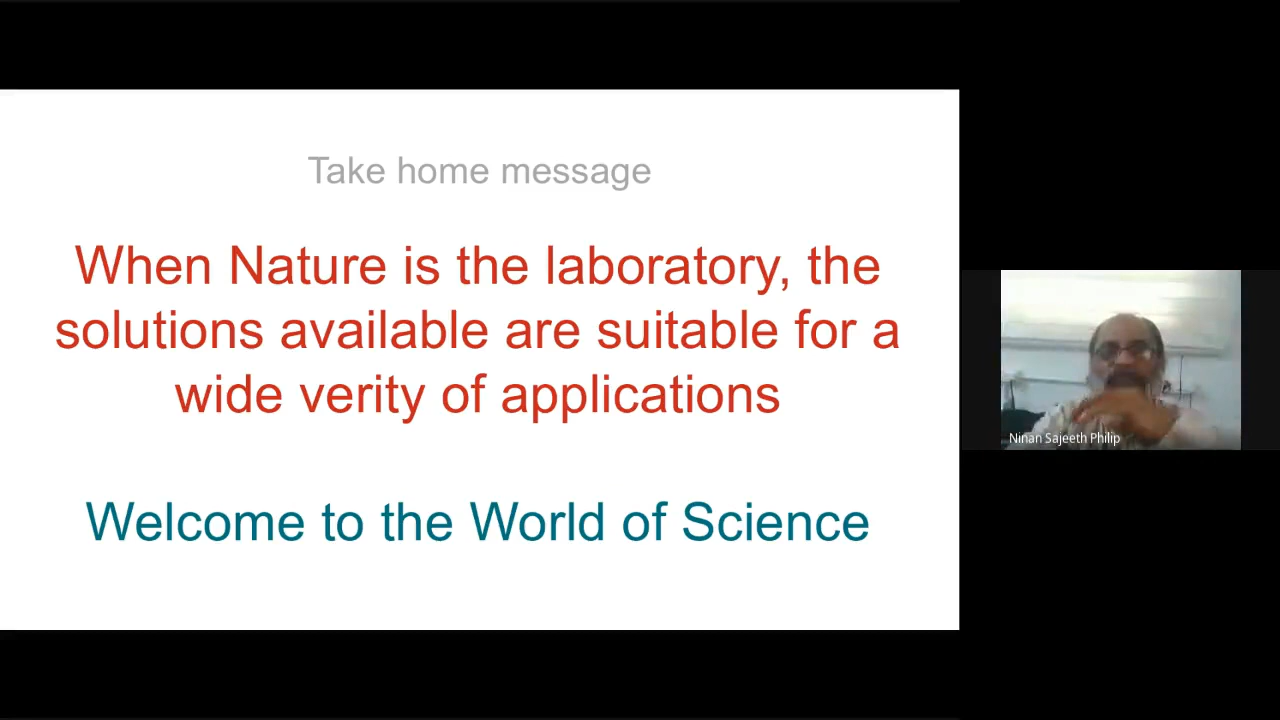 Take home message
When Nature is the laboratory, the
solutions available are suitable for a
wide verity of applications
Welcome to the World of Science
Ninan Sajeeth Philip